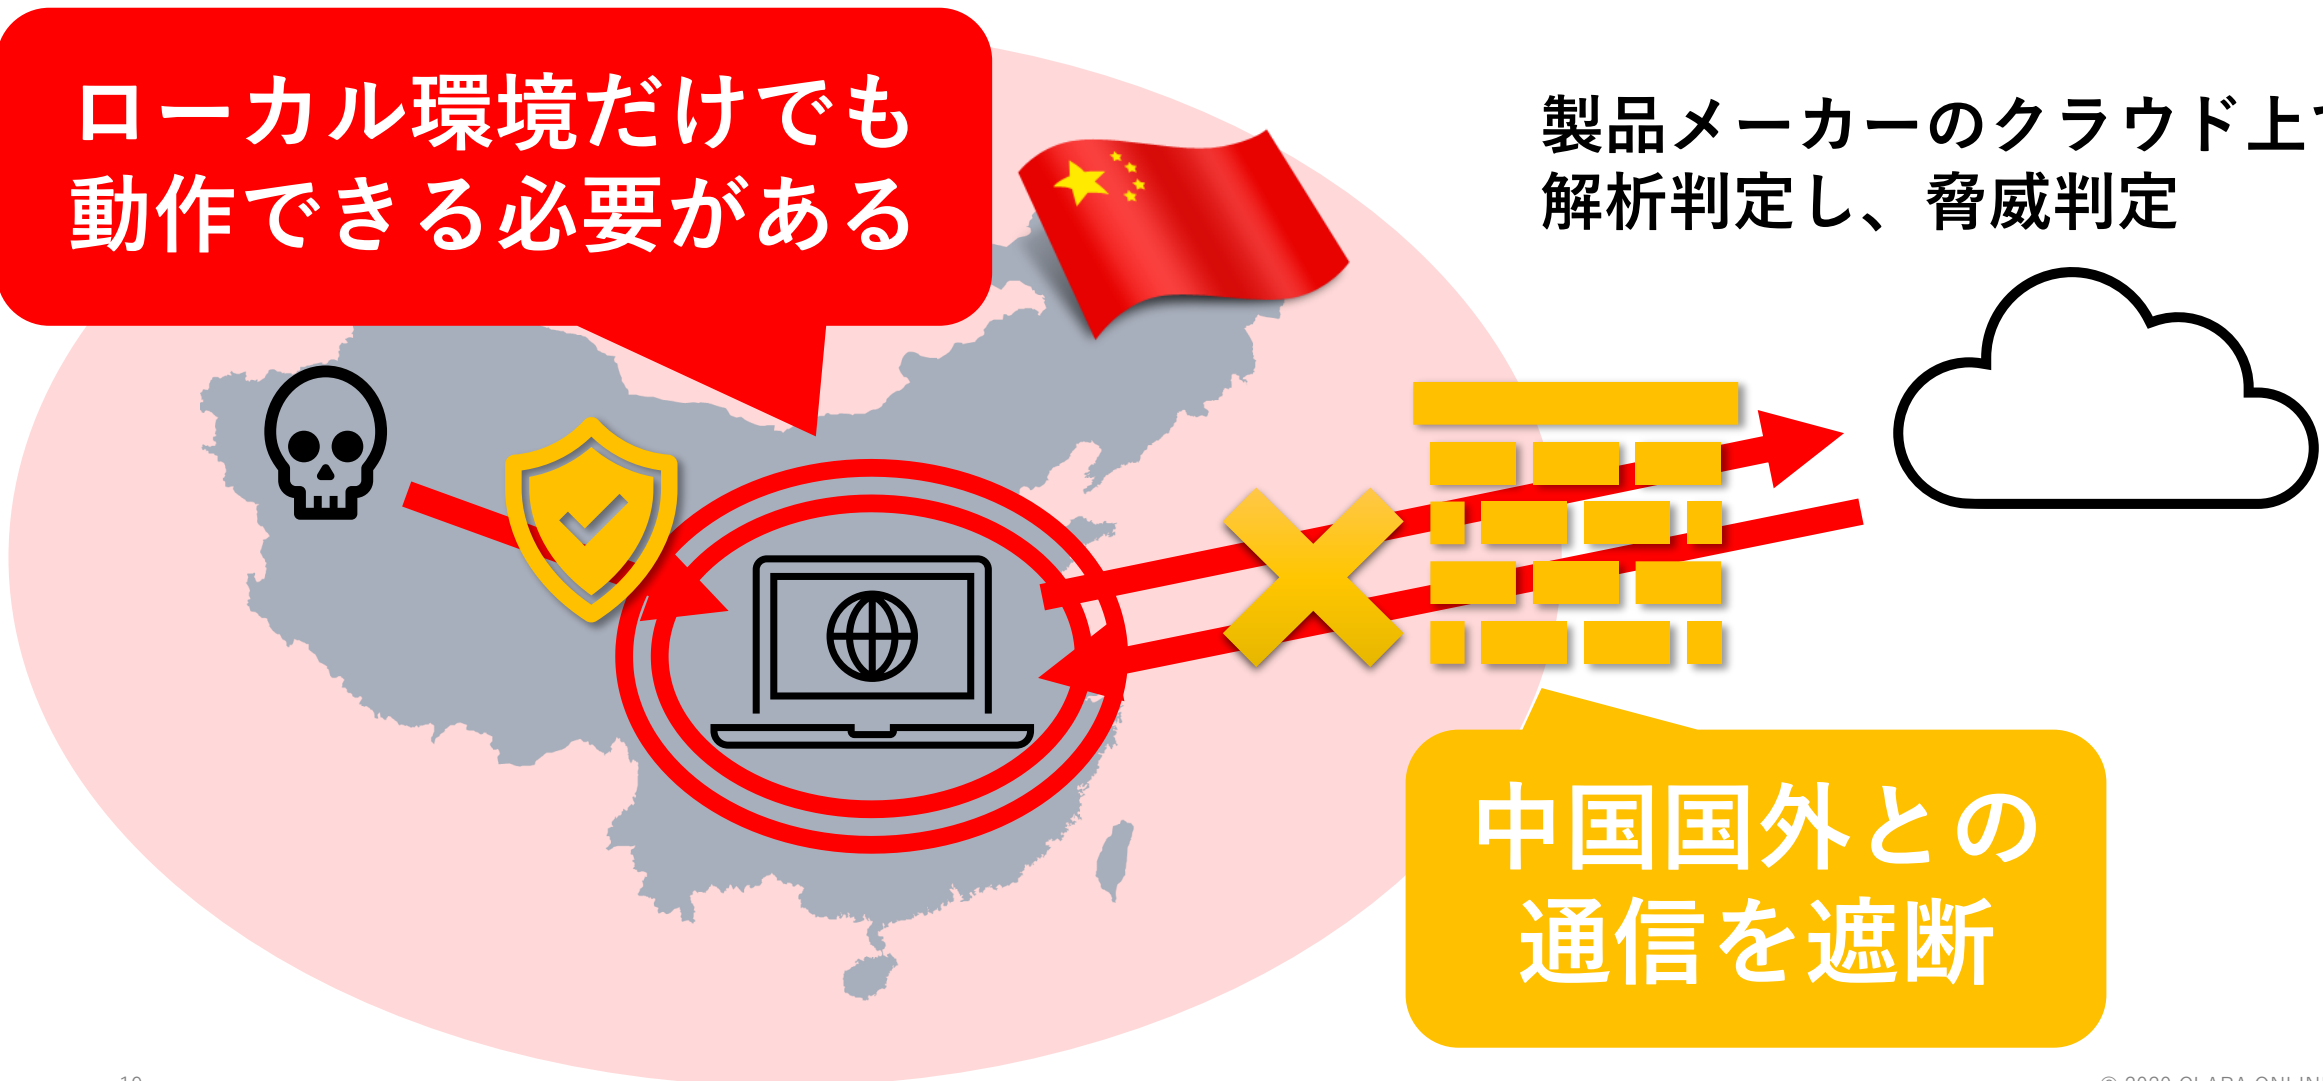 ローカル環境だけでも
動作できる必要がある
製品メーカーのクラウド上で
解析判定し、脅威判定
中国国外との
通信を遮断